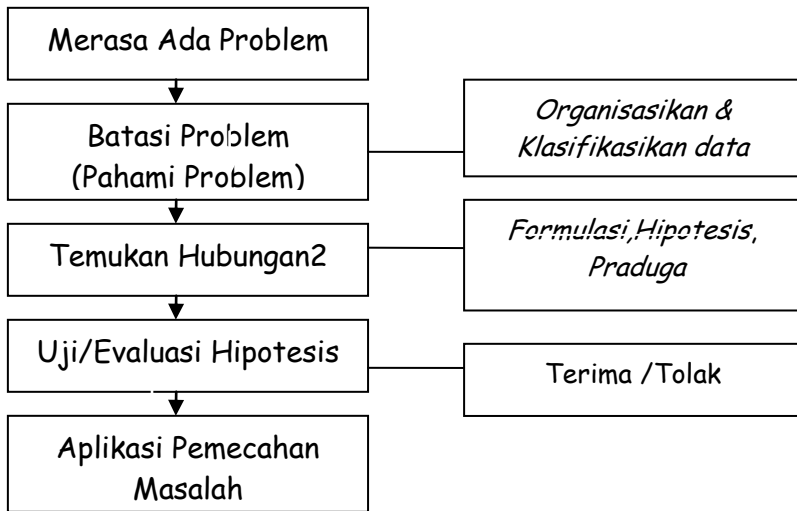 Merasa Ada Problem
Batasi Problem
(Pahami Problem)
Organisasikan &
Klasifikasikan data
Temukan Hubungan2
Formulasi,Hipotesis,
Praduga
Uji/Evaluasi Hipotesis
Terima /Tolak
Aplikasi Pemecahan
Masalah